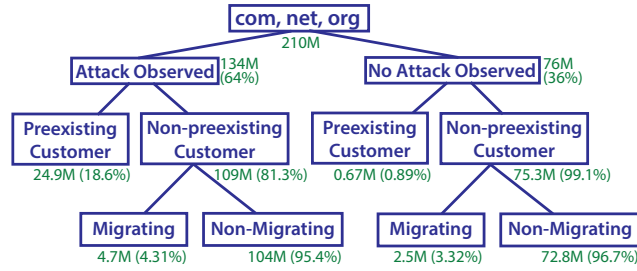 com, net, org
210M
Attack Observed
134M
(64%)
No Attack Observed
76M
(36%)
Preexisting
Customer
24.9M (18.6%)
Non-preexisting
Customer
109M (81.3%)
Preexisting
Customer
0.67M (0.89%)
Non-preexisting
Customer
75.3M (99.1%)
Migrating
4.7M (4.31%)
Non-Migrating
104M (95.4%)
Migrating
2.5M (3.32%)
Non-Migrating
72.8M (96.7%)